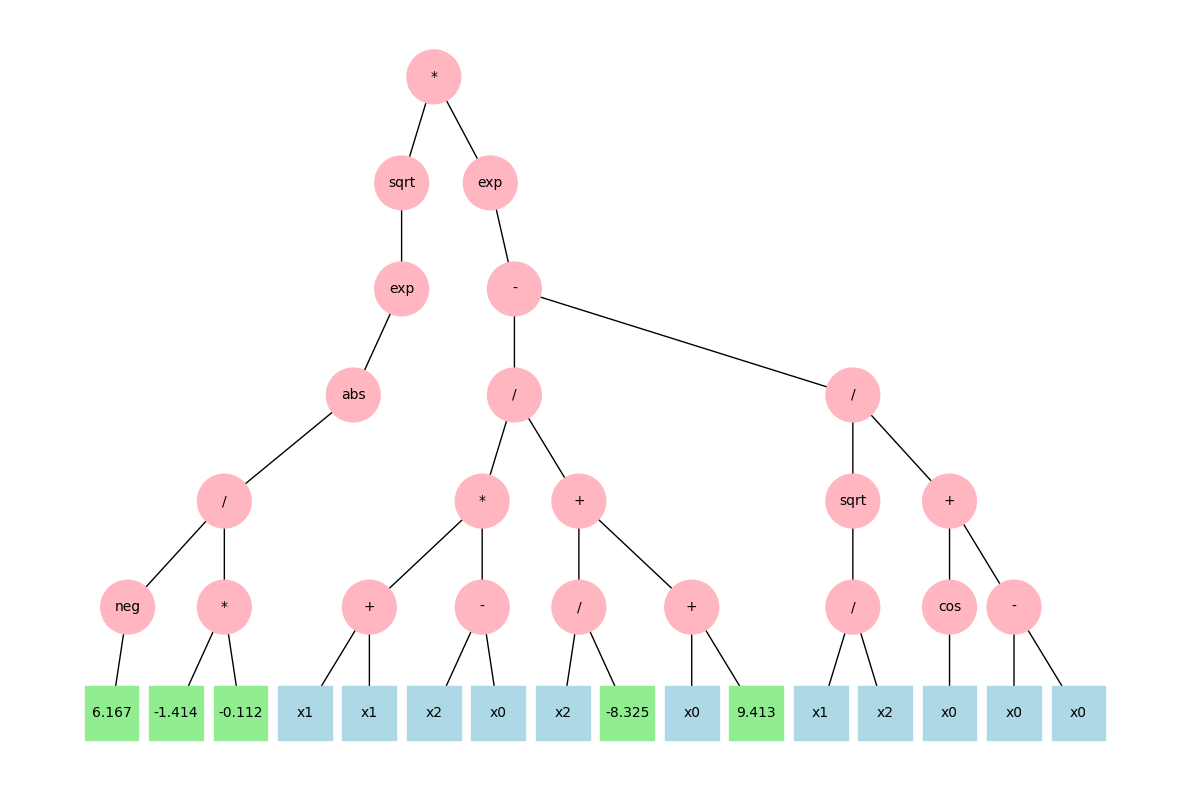 *
sqrt exp
exp -
abs / /
/ * + sqrt +
neg * + - / + / cos -
6.167 -1.414 -0.112 x1 x1 x2 x0 x2 -8.325 x0 9.413 x1 x2 x0 x0 x0